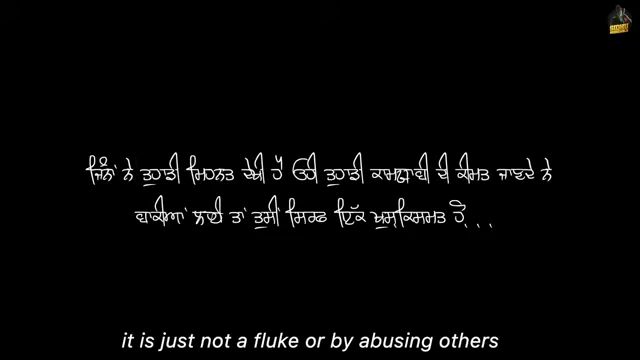 ਜਿੰਨਾਂ ਨੇ ਤੁਹਾਡੀ ਮਿਹਨਤ ਦੇਖੀ ਹੈ ਓਹੀ ਤੁਹਾਡੀ ਕਾਮਯਾਬੀ ਦੀ ਕੀਮਤ ਜਾਣਦੇ ਨੇ
ਬਾਕੀਆਂ ਲਈ ਤਾਂ ਤੁਸੀਂ ਸਿਰਫ ਇੱਕ ਖੁਸ਼ਕਿਸਮਤ ਹੋ...
it is just not a fluke or by abusing others